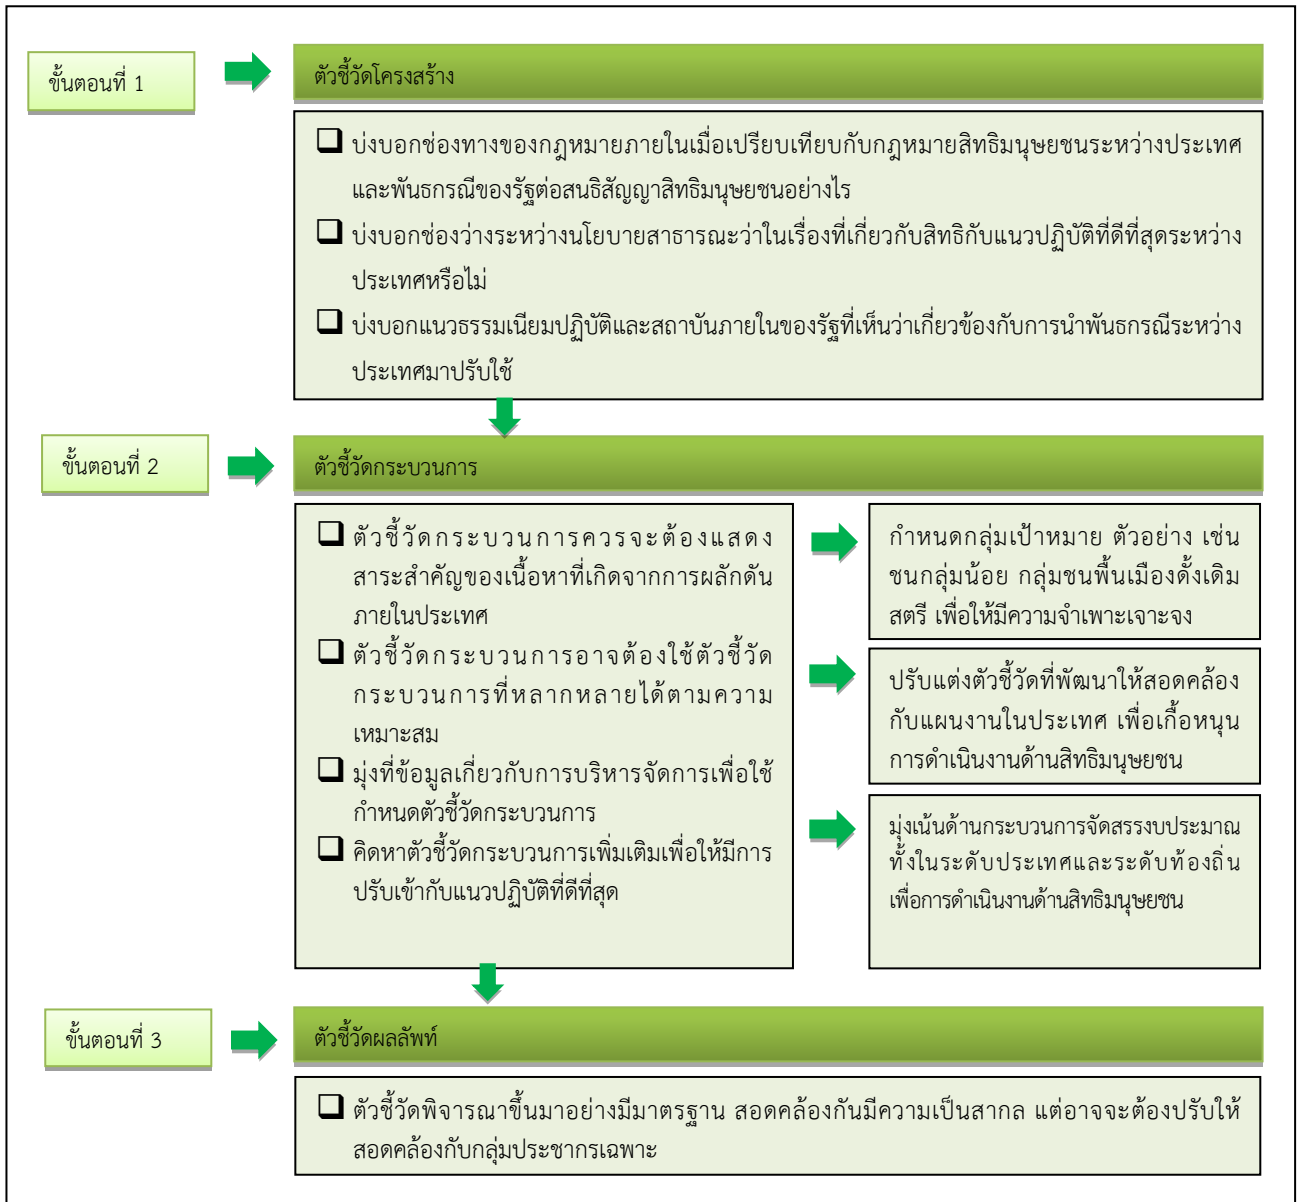 ขั้นตอนที่ 1
ตัวชี้วัดโครงสร้าง
บ่งบอกช่องทางของกฎหมายภายในเมื่อเปรียบเทียบกับกฎหมายสิทธิมนุษยชนระหว่างประเทศ
และพันธกรณีของรัฐต่อสนธิสัญญาสิทธิมนุษยชนอย่างไร
บ่งบอกช่องว่างระหว่างนโยบายสาธารณะว่าในเรื่องที่เกี่ยวกับสิทธิกับแนวปฏิบัติที่ดีที่สุดระหว่าง
ประเทศหรือไม่
บ่งบอกแนวธรรมเนียมปฏิบัติและสถาบันภายในของรัฐที่เห็นว่าเกี่ยวข้องกับการนำพันธกรณีระหว่าง
ประเทศมาปรับใช้
ขั้นตอนที่ 2
ตัวชี้วัดกระบวนการ
ตัวชี้วัดกระบวนการควรจะต้องแสดง
สาระสำคัญของเนื้อหาที่เกิดจากการผลักดัน
ภายในประเทศ
ตัวชี้วัดกระบวนการอาจต้องใช้ตัวชี้วัด
กระบวนการที่หลากหลายได้ตามความ
เหมาะสม
มุ่งที่ข้อมูลเกี่ยวกับการบริหารจัดการเพื่อใช้
กำหนดตัวชี้วัดกระบวนการ
คิดหาตัวชี้วัดกระบวนการเพิ่มเติมเพื่อให้มีการ
ปรับเข้ากับแนวปฏิบัติที่ดีที่สุด
กำหนดกลุ่มเป้าหมาย ตัวอย่าง เช่น
ชนกลุ่มน้อย กลุ่มชนพื้นเมืองดั้งเดิม
สตรี เพื่อให้มีความจำเพาะเจาะจง
ปรับแต่งตัวชี้วัดที่พัฒนาให้สอดคล้อง
กับแผนงานในประเทศ เพื่อเกื้อหนุน
การดำเนินงานด้านสิทธิมนุษยชน
มุ่งเน้นด้านกระบวนการจัดสรรงบประมาณ
ทั้งในระดับประเทศและระดับท้องถิ่น
เพื่อการดำเนินงานด้านสิทธิมนุษยชน
ขั้นตอนที่ 3
ตัวชี้วัดผลลัพท์
ตัวชี้วัดพิจารณาขึ้นมาอย่างมีมาตรฐาน สอดคล้องกันมีความเป็นสากล แต่อาจจะต้องปรับให้
สอดคล้องกับกลุ่มประชากรเฉพาะ